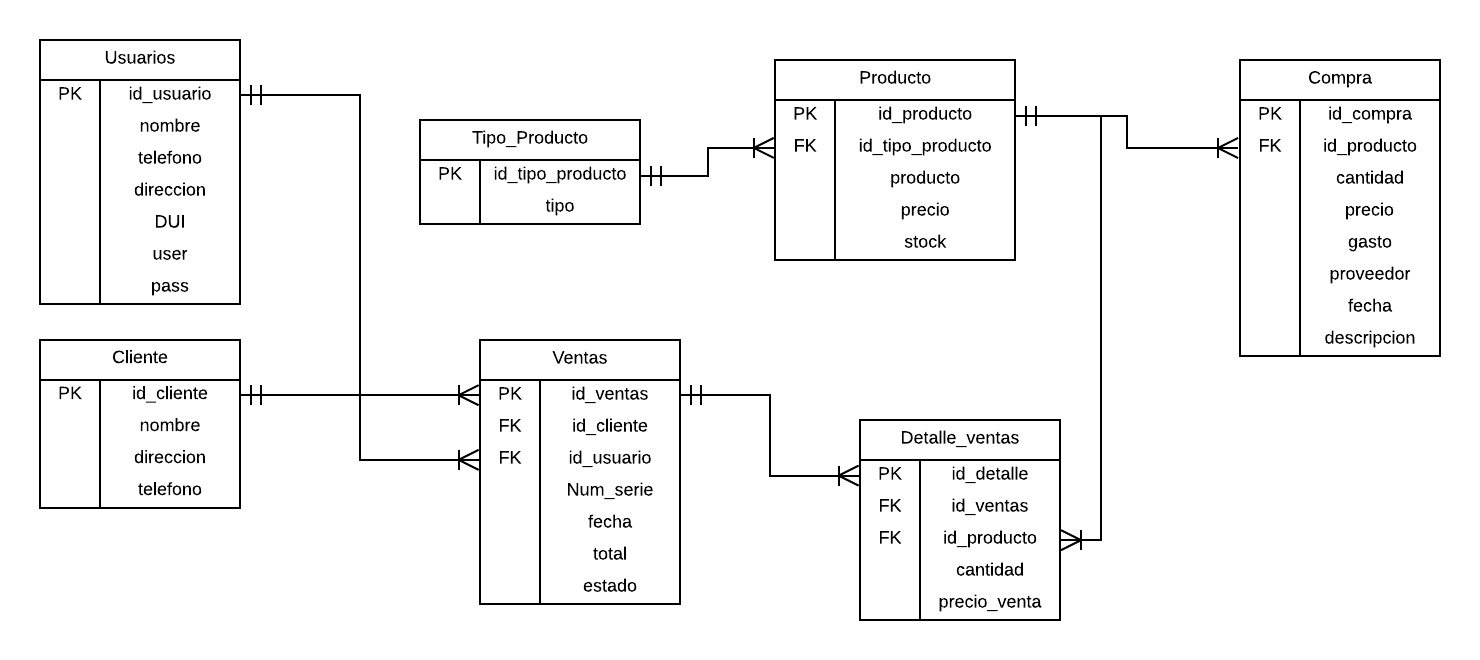 Usuarios
PK id_usuario
nombre
telefono
direccion
DUI
user
pass
Tipo_Producto
PK id_tipo_producto
tipo
Producto
PK id_producto
FK id_tipo_producto
producto
precio
stock
Compra
PK id_compra
FK id_producto
cantidad
precio
gasto
proveedor
fecha
descripcion
Cliente
PK id_cliente
nombre
direccion
telefono
Ventas
PK id_ventas
FK id_cliente
FK id_usuario
Num_serie
fecha
total
estado
Detalle_ventas
PK id_detalle
FK id_ventas
FK id_producto
cantidad
precio_venta